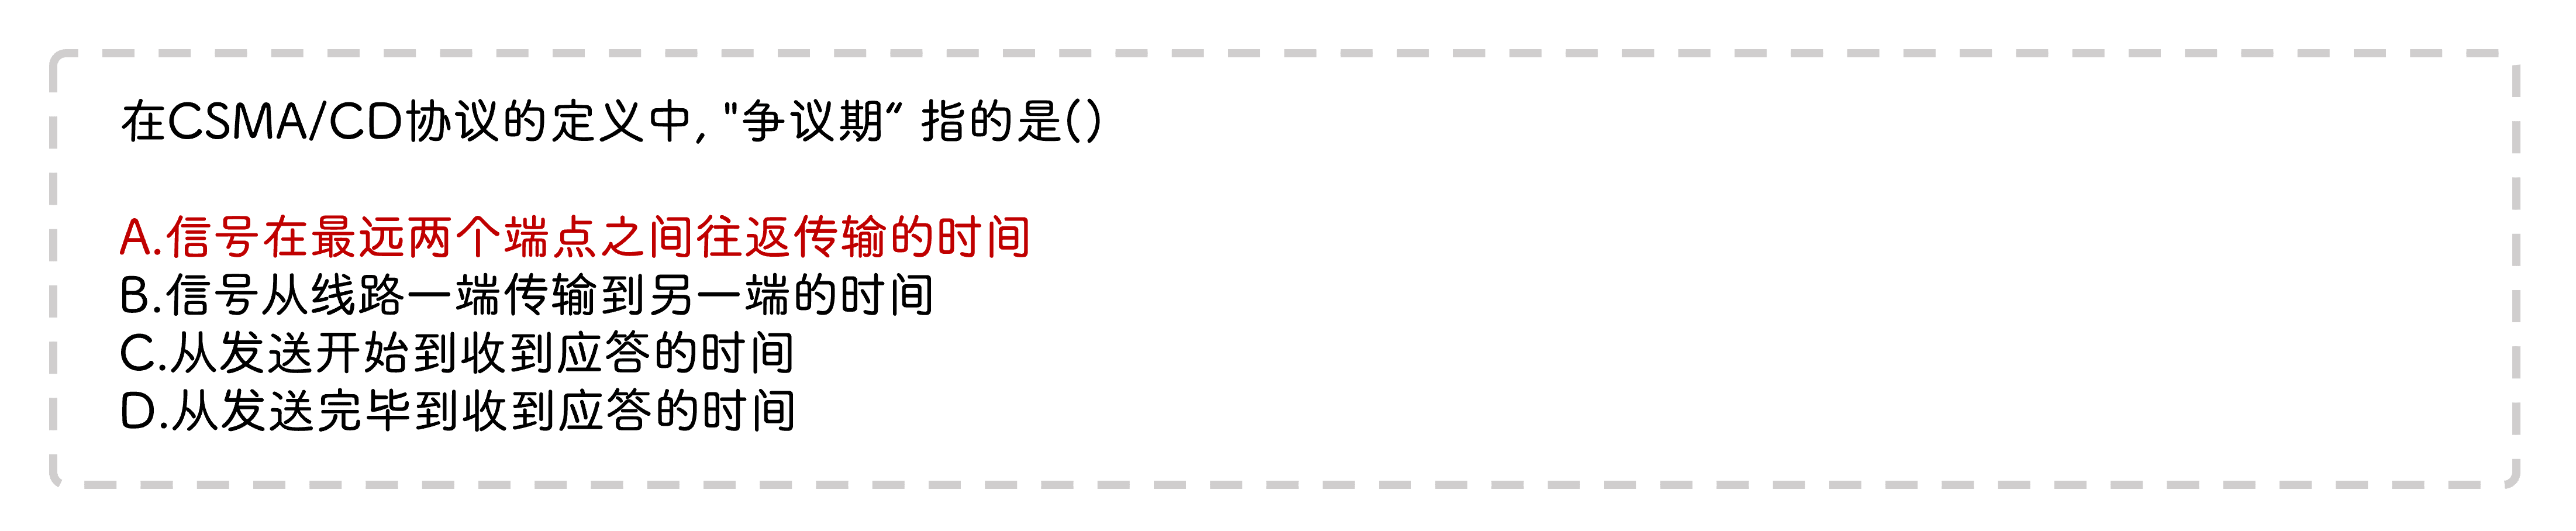 在CSMA/CD协议的定义中, "争议期” 指的是()
A.信号在最远两个端点之间往返传输的时间
B.信号从线路一端传输到另一端的时间
C.从发送开始到收到应答的时间
D.从发送完毕到收到应答的时间